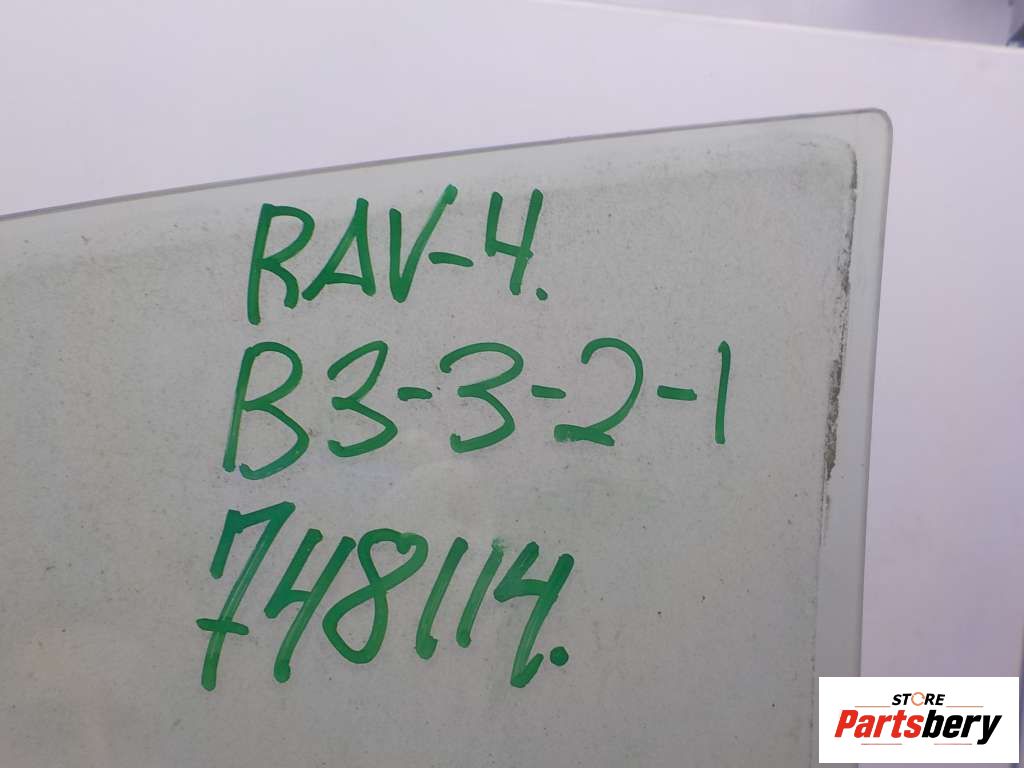 RAV-4.
B3-3-2-1
748114.
STORE
Partsbery